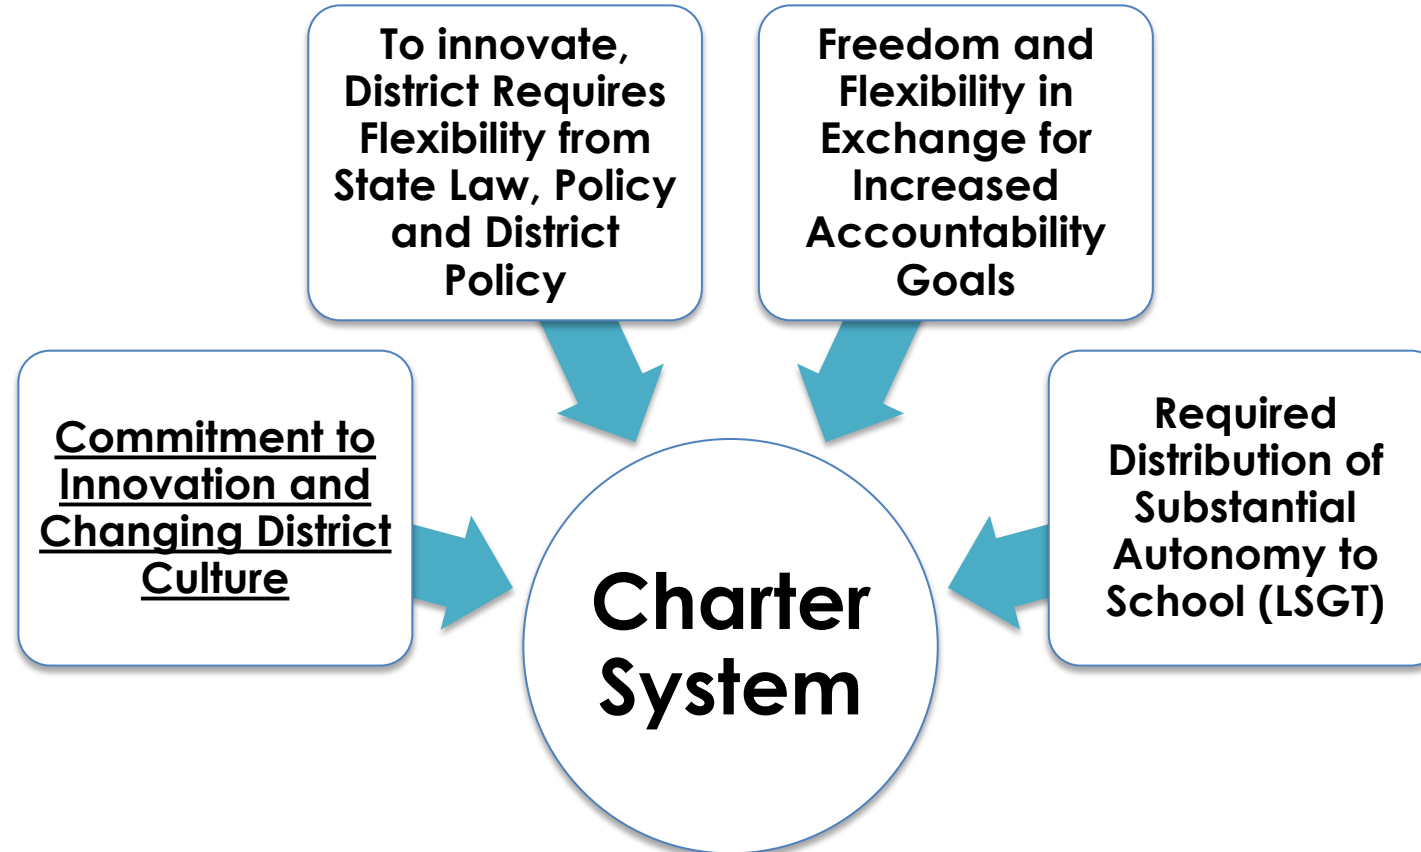 To innovate,
District Requires
Flexibility from
State Law, Policy
and District
Policy
Freedom and
Flexibility in
Exchange for
Increased
Accountability
Goals
Commitment to
Innovation and
Changing District
Culture
Required
Distribution of
Substantial
Autonomy to
School (LSGT)
Charter
System